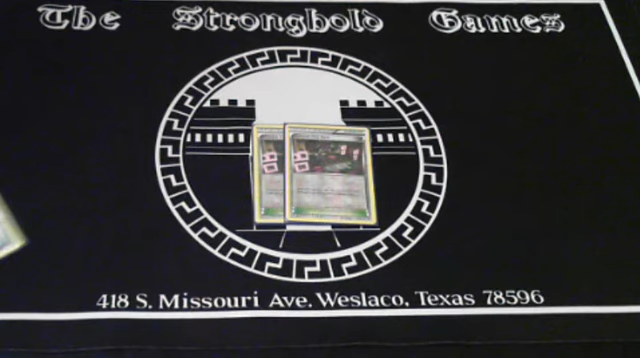 The Stronghold Games
418 S. Missouri Ave. Weslaco, Texas 78596